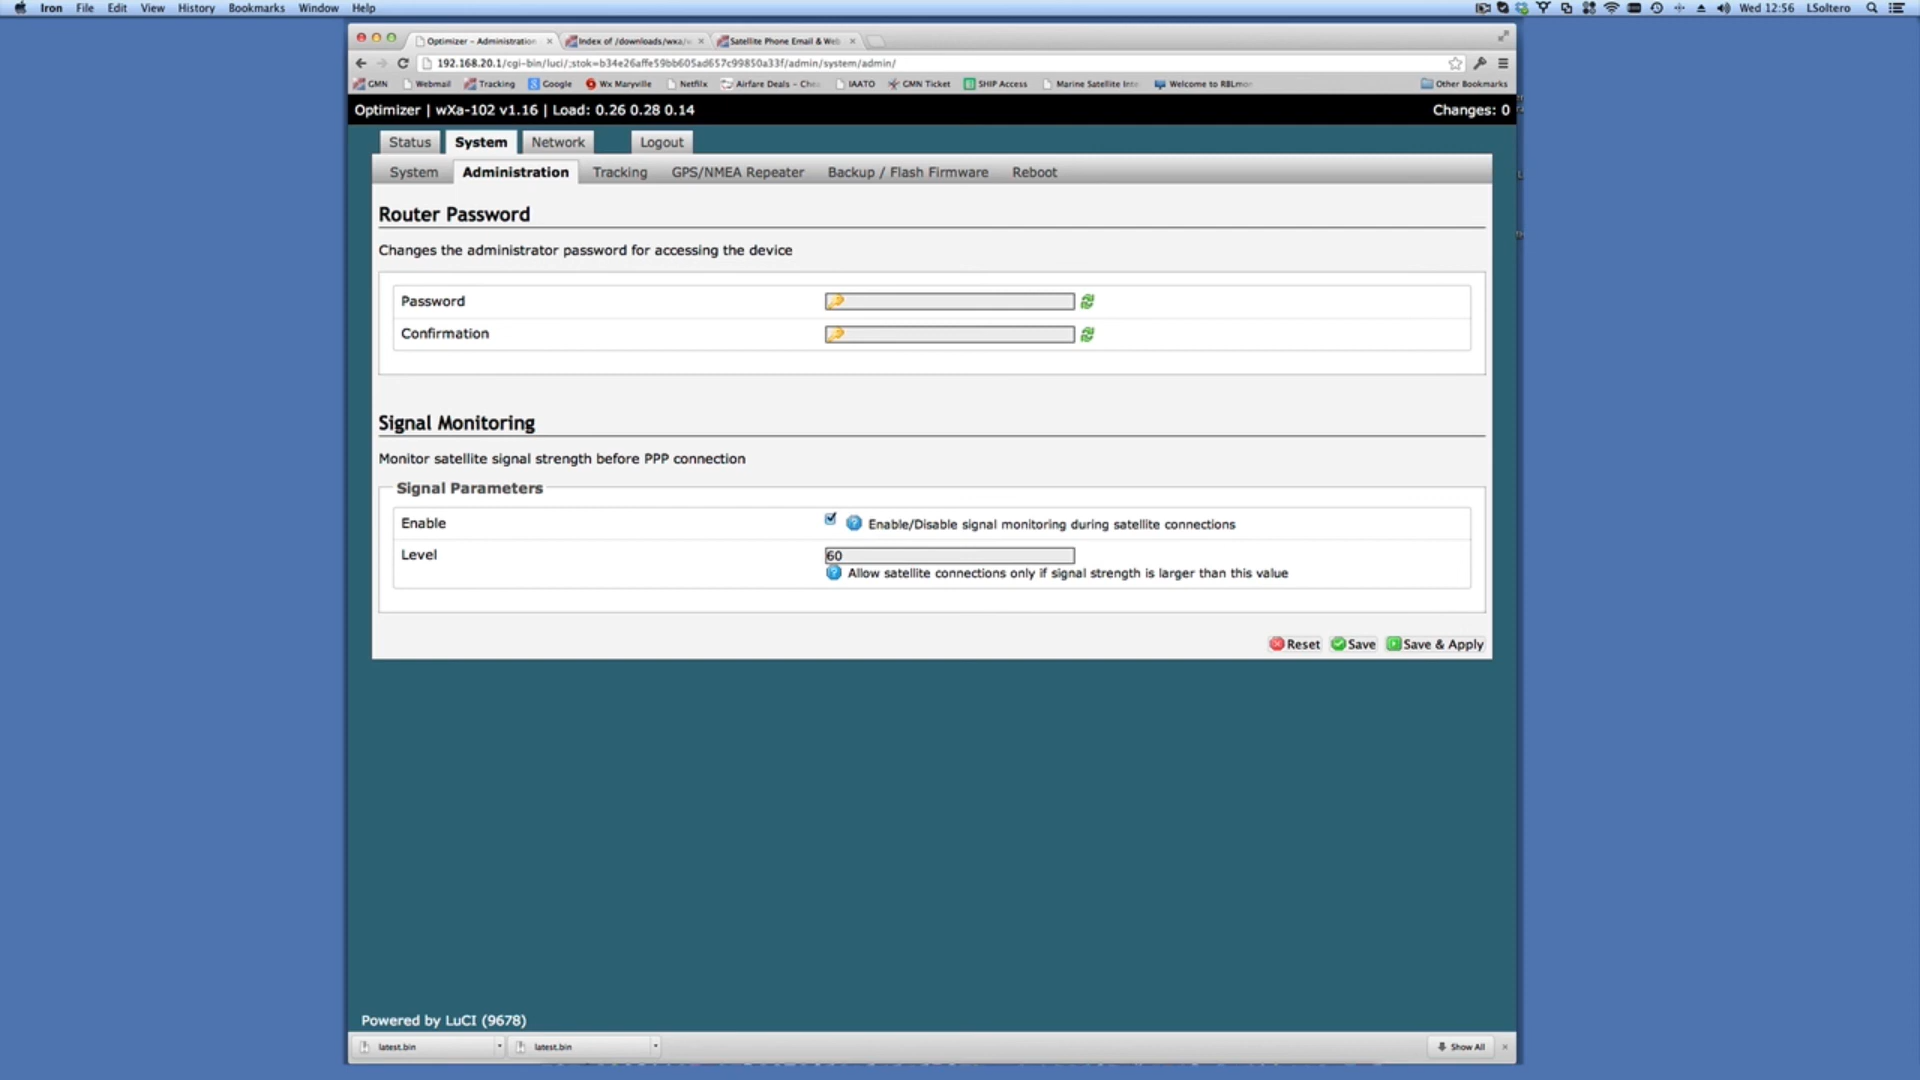 Iron File Edit View History Bookmarks Window Help
Wed 12:56 LSoltero
Optimizer - Administration
Index of /downloads/wxa/
Satellite Phone Email & Web
192.168.20.1/cgi-bin/luci/;stok=b34e26affe59bb605ad657c99850a33f/admin/system/admin/
GMN Webmail Tracking Google Wx Maryville Netflix Airfare Deals - Che IAATO GMN Ticket SHIP Access Marine Satellite Inte Welcome to RBLmo Other Bookmarks
Optimizer | wXa-102 v1.16 | Load: 0.26 0.28 0.14
Changes: 0
Status System Network Logout
System Administration Tracking GPS/NMEA Repeater Backup / Flash Firmware Reboot
Router Password
Changes the administrator password for accessing the device
Password
Confirmation
Signal Monitoring
Monitor satellite signal strength before PPP connection
Signal Parameters
Enable
Enable/Disable signal monitoring during satellite connections
Level
60
Allow satellite connections only if signal strength is larger than this value
Reset Save Save & Apply
Powered by LuCI (9678)
latest.bin
latest.bin
Show All